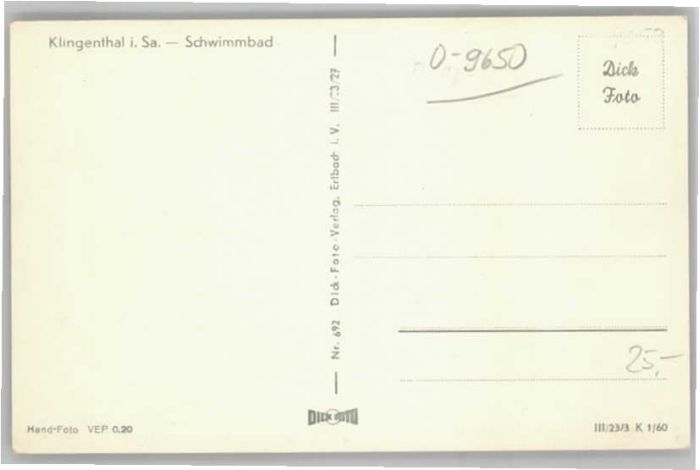 Klingenthal i. Sa. — Schwimmbad
0-9650
Dick
Foto
Nr. 692 Dick-Foto-Verlag, Erlbach i. V. III/23/27
25,-
Hand-Foto VEP 0.20
DICK FOTO
III/23/3 K 1/60